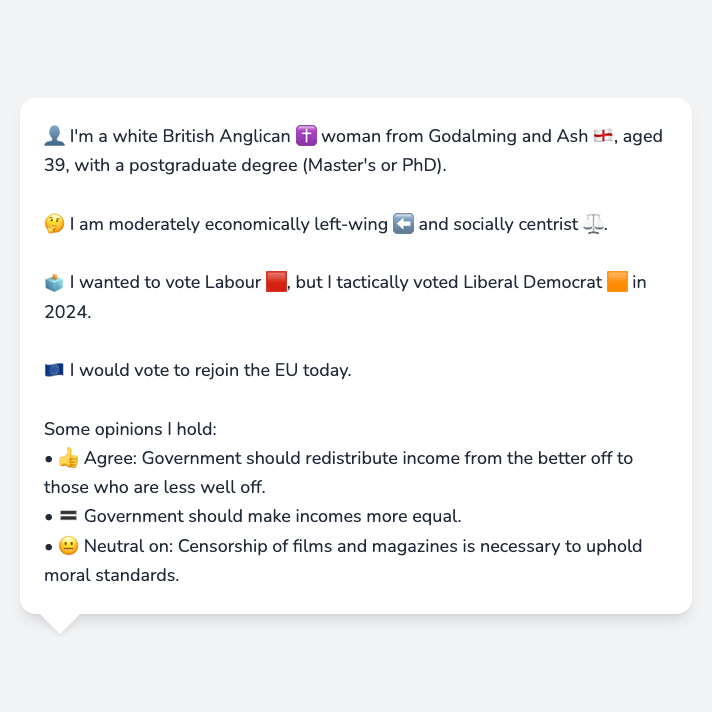 👤 I'm a white British Anglican ✝️ woman from Godalming and Ash 🏴󠁧󠁢󠁥󠁮󠁧󠁿, aged
39, with a postgraduate degree (Master's or PhD).
🤔 I am moderately economically left-wing ⬅️ and socially centrist ⚖️.
🗳️ I wanted to vote Labour 🟥, but I tactically voted Liberal Democrat 🟧 in
2024.
🇪🇺 I would vote to rejoin the EU today.
Some opinions I hold:
• 👍 Agree: Government should redistribute income from the better off to
those who are less well off.
• 🟰 Government should make incomes more equal.
• 😐 Neutral on: Censorship of films and magazines is necessary to uphold
moral standards.